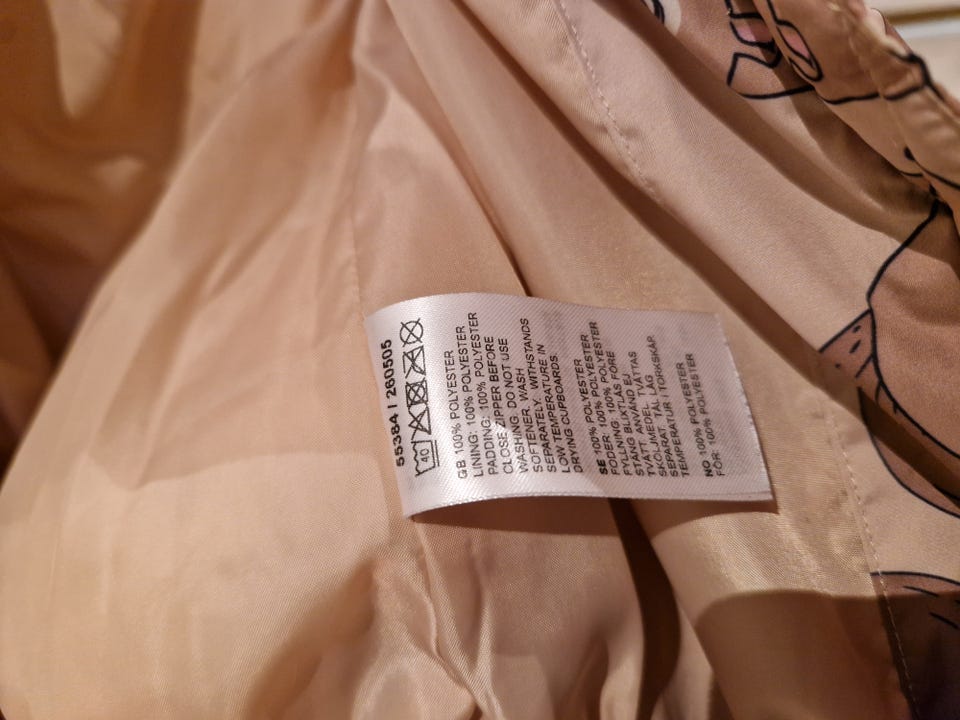 55384 / 260505
40
GB 100% POLYESTER
LINING: 100% POLYESTER
PADDING: 100% POLYESTER
CLOSE ZIPPER BEFORE
WASHING. DO NOT USE
SOFTENER. WASH
SEPARATELY. WITHSTANDS
LOW TEMPERATURE IN
DRYING CUPBOARDS.
SE 100% POLYESTER
FODER: 100% POLYESTER
FYLLNING: 100% POLYESTER
STÄNG BLIXTLÅS FÖRE
TVÄTT. ANVÄND EJ
SKÖLJMEDEL. TVÄTTAS
SEPARAT. TÅL LÅG
TEMPERATUR I TORKSKÅP.
NO 100% POLYESTER
FÔR: 100% POLYESTER